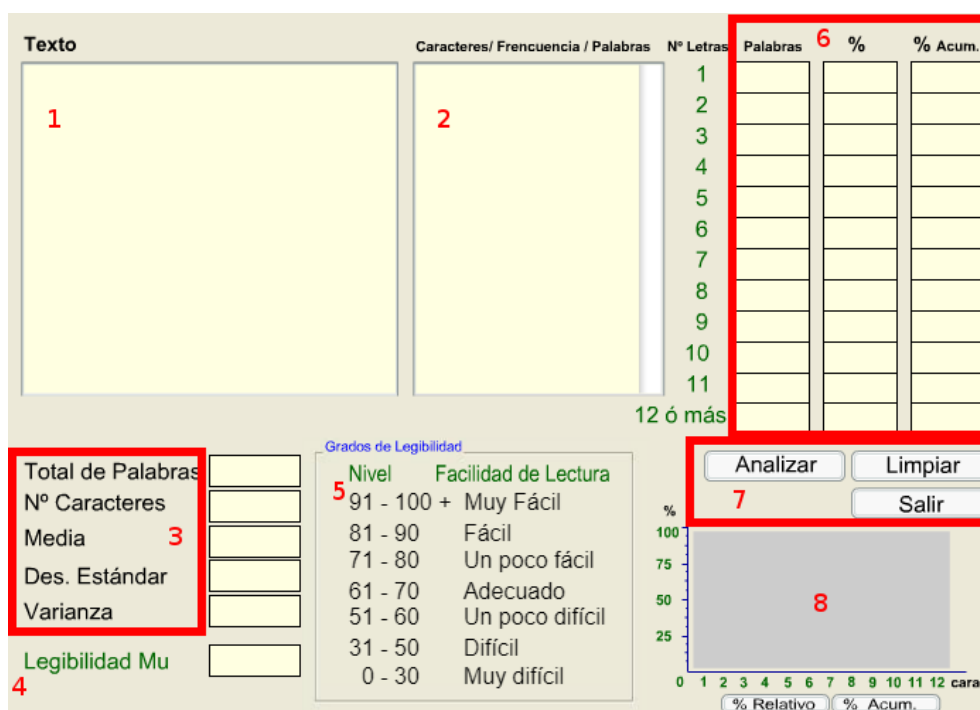 Texto
Caracteres/ Frencuencia / Palabras
Nº Letras
Palabras
6
%
% Acum.
1
2
1
2
3
4
5
6
7
8
9
10
11
12 ó más
Total de Palabras
Nº Caracteres
Media
3
Des. Estándar
Varianza
Legibilidad Mu
4
Grados de Legibilidad
Nivel Facilidad de Lectura
5
91 - 100 + Muy Fácil
81 - 90 Fácil
71 - 80 Un poco fácil
61 - 70 Adecuado
51 - 60 Un poco difícil
31 - 50 Difícil
0 - 30 Muy difícil
Analizar
Limpiar
7
Salir
%
100
75
50
25
8
0 1 2 3 4 5 6 7 8 9 10 11 12 cara
% Relativo
% Acum.